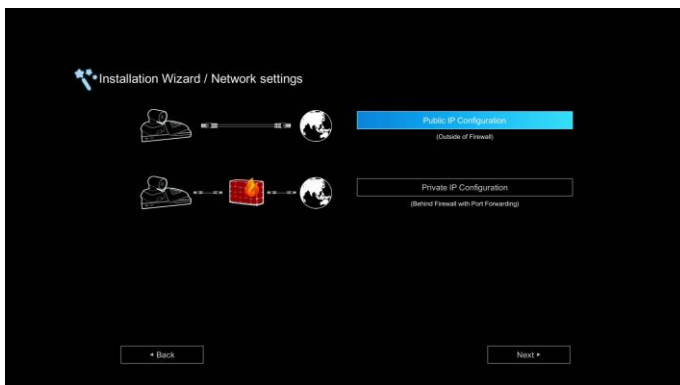 Installation Wizard / Network settings
Public IP Configuration
(Outside of Firewall)
Private IP Configuration
(Behind Firewall with Port Forwarding)
Back
Next